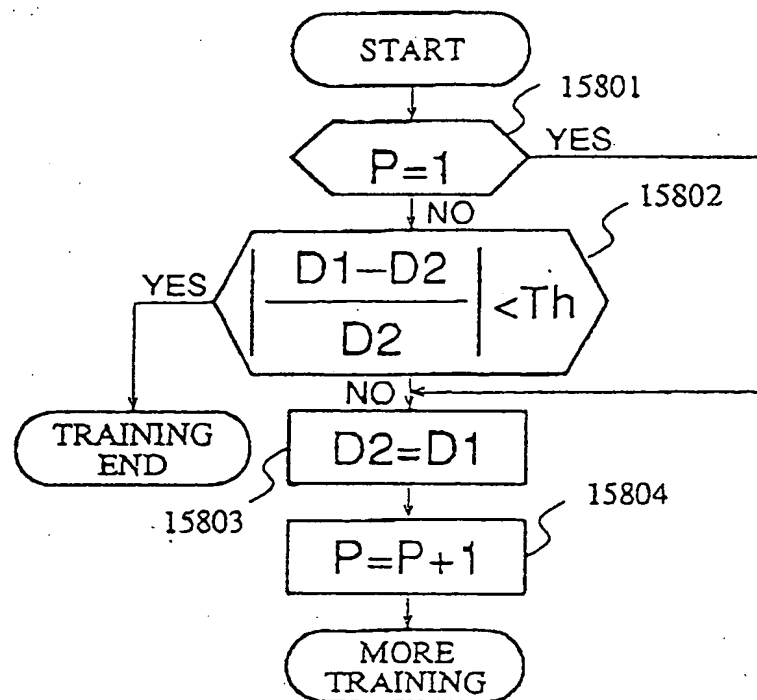 START
15801
YES
P=1
NO
15802
YES
| D1-D2 / D2 | <Th
NO
TRAINING
END
D2=D1
15803
15804
P=P+1
MORE
TRAINING